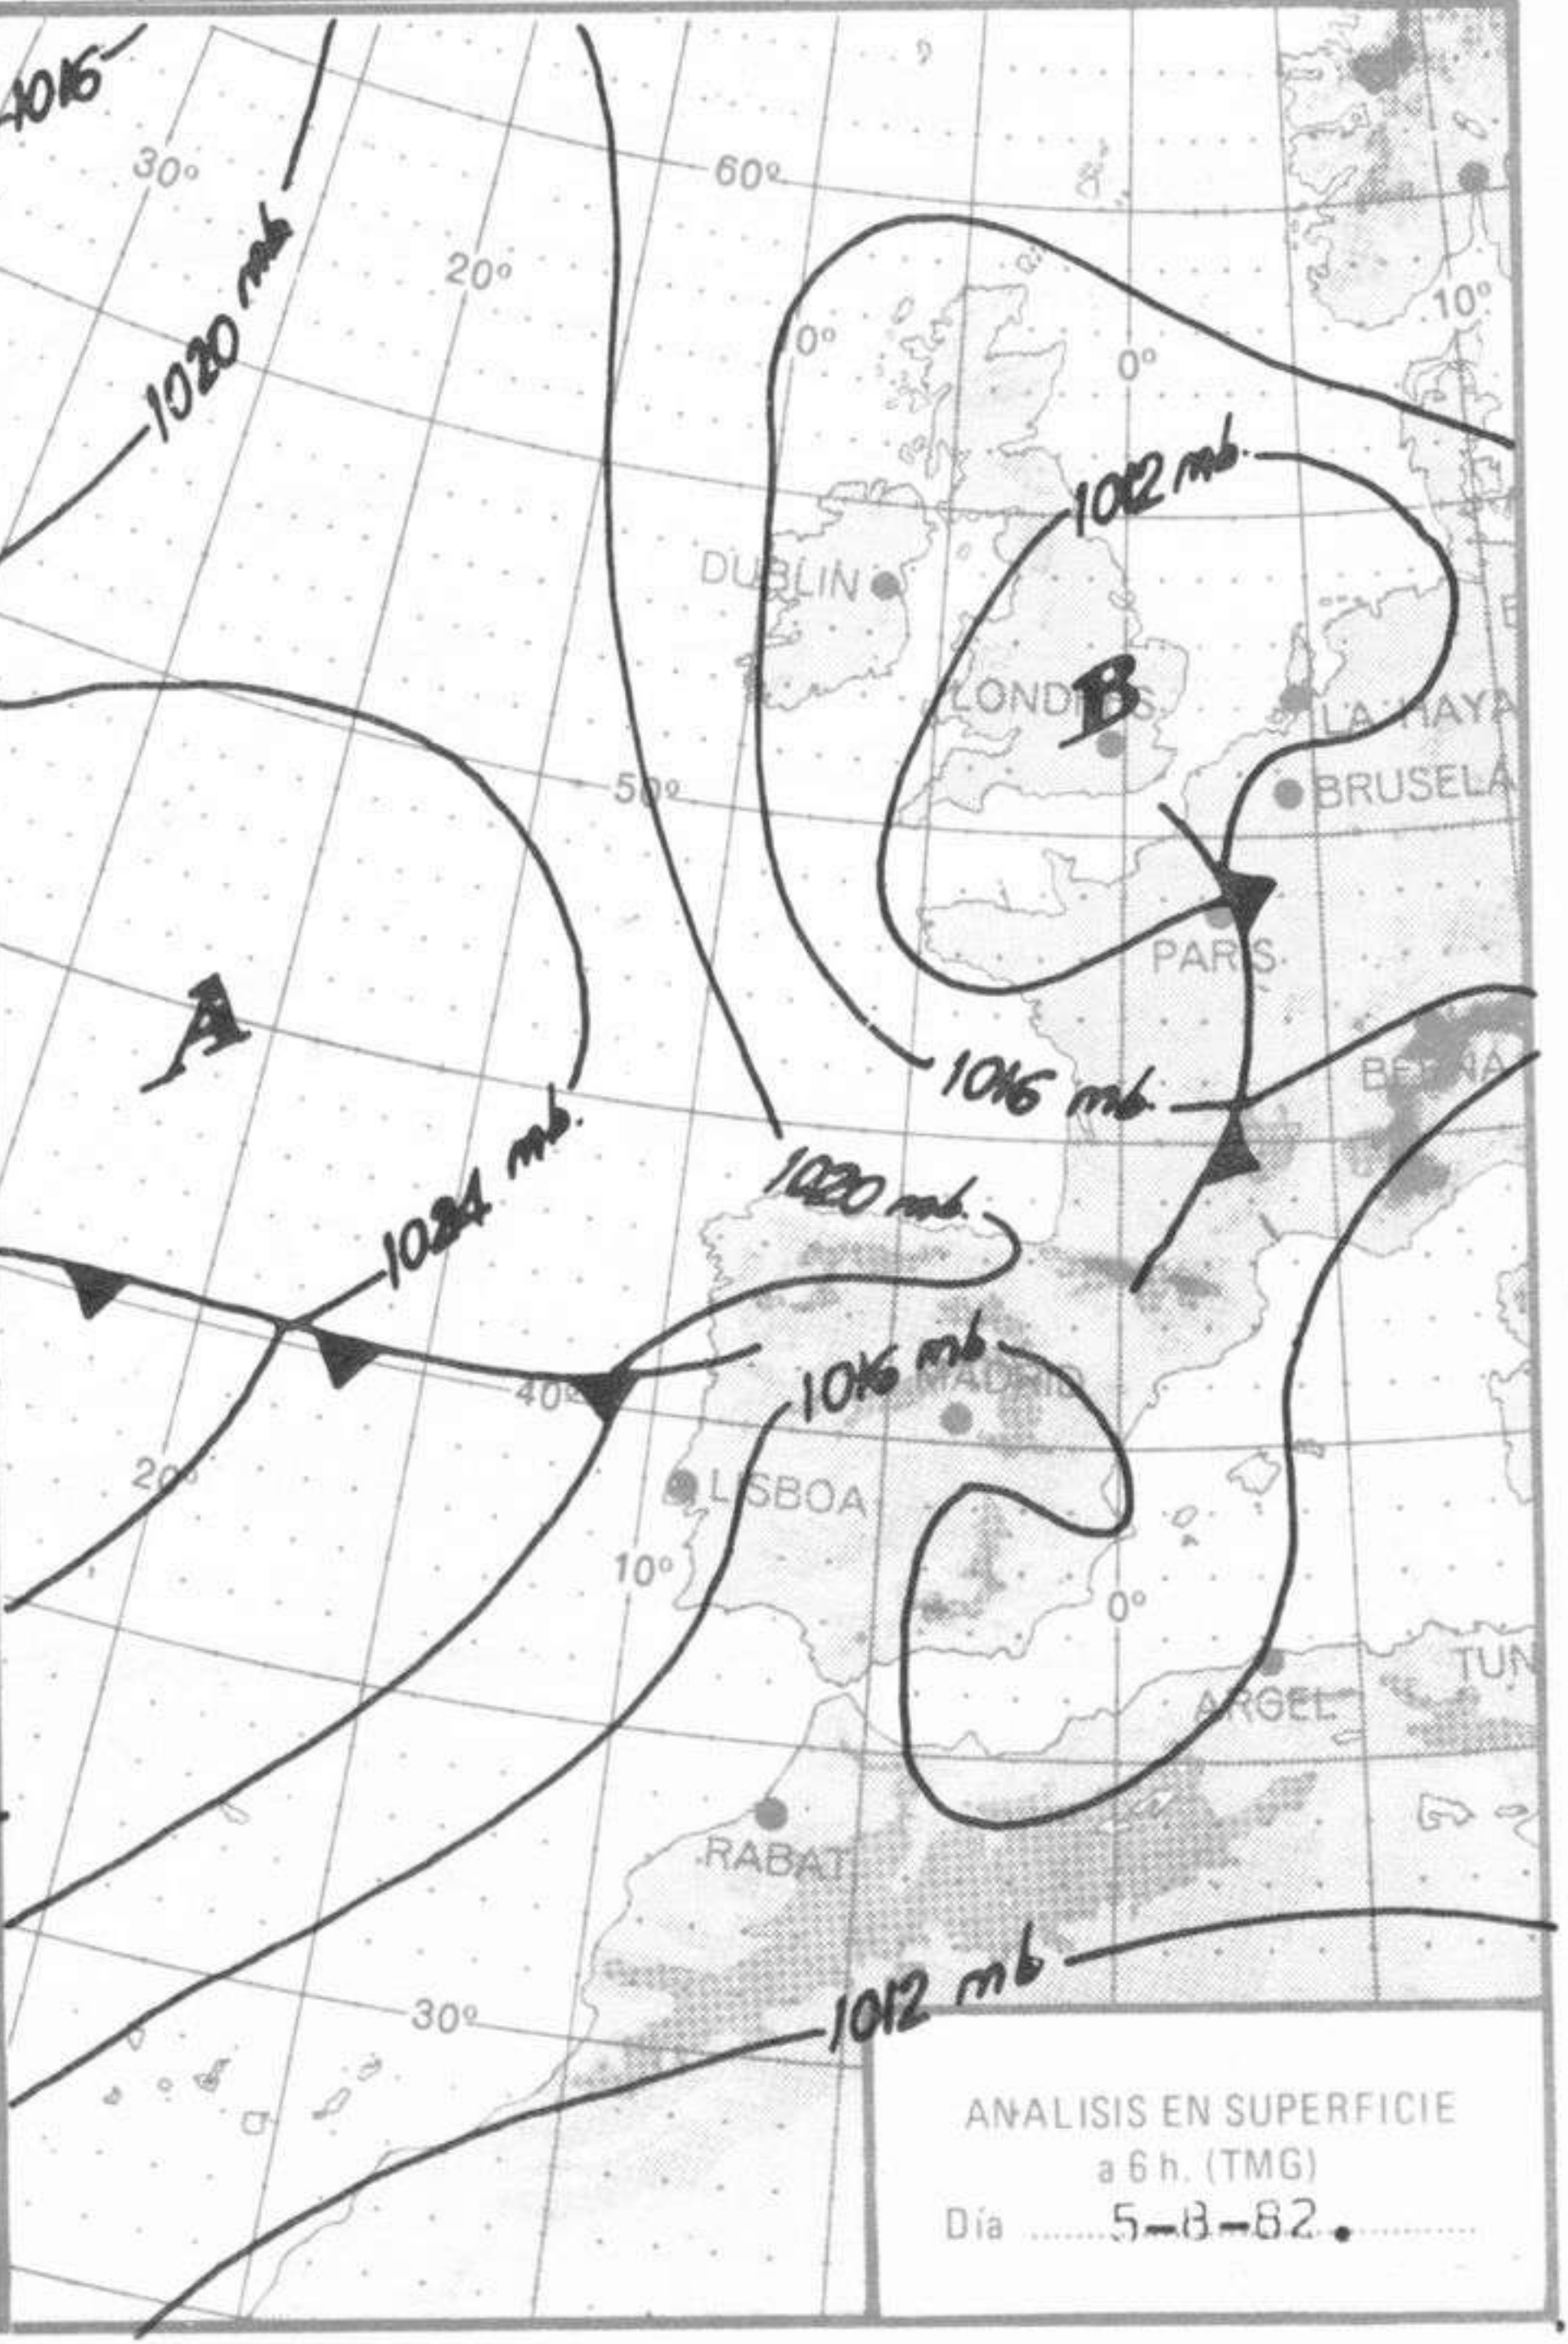 1016
30º
60º
1020 mb
20º
10º
0º
0º
1012 mb.
DUBLIN
LONDRES
B
LA HAYA
50º
BRUSELA
PARIS
A
1016 mb.
BERNA
1024 mb.
1020 mb.
1016 mb.
MADRID
40º
20º
LISBOA
10º
0º
TUN
ARGEL
RABAT
1012 mb
30º
ANALISIS EN SUPERFICIE
a 6 h. (TMG)
Día 5-8-82.